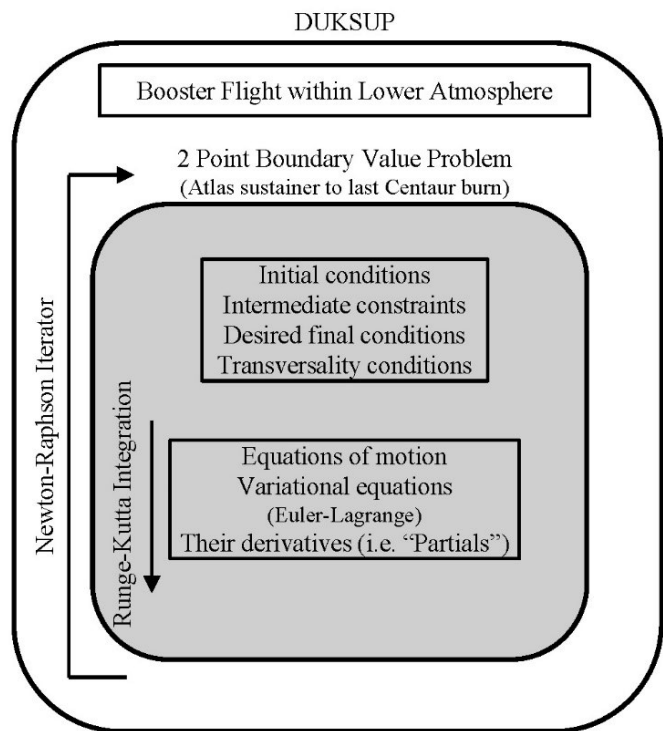 DUKSUP
Booster Flight within Lower Atmosphere
2 Point Boundary Value Problem
(Atlas sustainer to last Centaur burn)
Initial conditions
Intermediate constraints
Desired final conditions
Transversality conditions
Equations of motion
Variational equations
(Euler-Lagrange)
Their derivatives (i.e. “Partials”)
Runge-Kutta Integration
Newton-Raphson Iterator